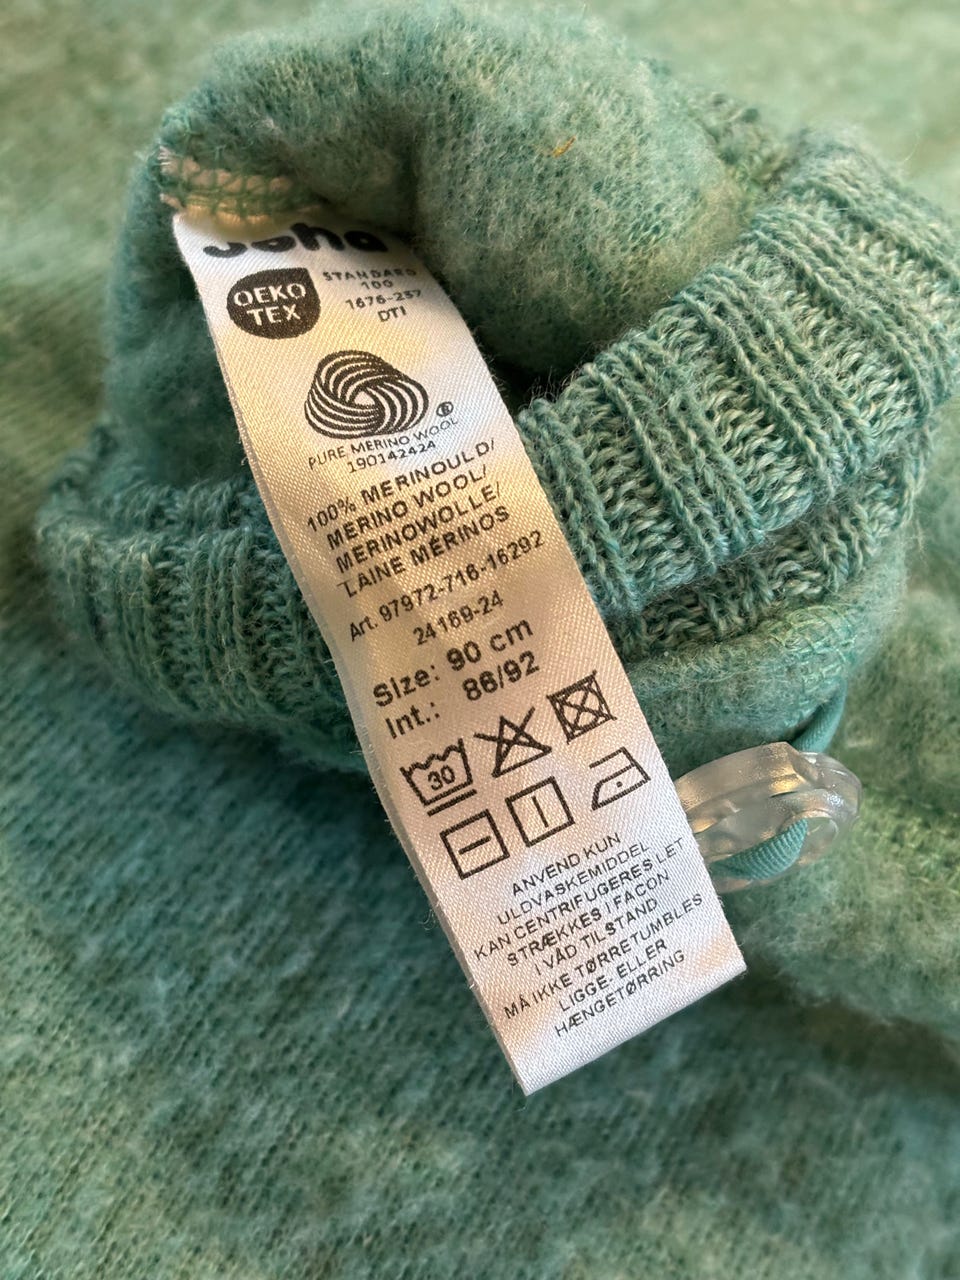 Joha
OEKO
TEX
STANDARD
100
1676-237
DTI
PURE MERINO WOOL
190142424
100% MERINOULD/
MERINO WOOL/
MERINOWOLLE/
LAINE MÉRINOS
Art. 97972-716-16292
24169-24
Size: 90 cm
Int.: 86/92
30
ANVEND KUN
ULDVASKEMIDDEL
KAN CENTRIFUGERES LET
STRÆKKES I FACON
I VÅD TILSTAND
MÅ IKKE TØRRETUMBLES
LIGGE- ELLER
HÆNGETØRRING